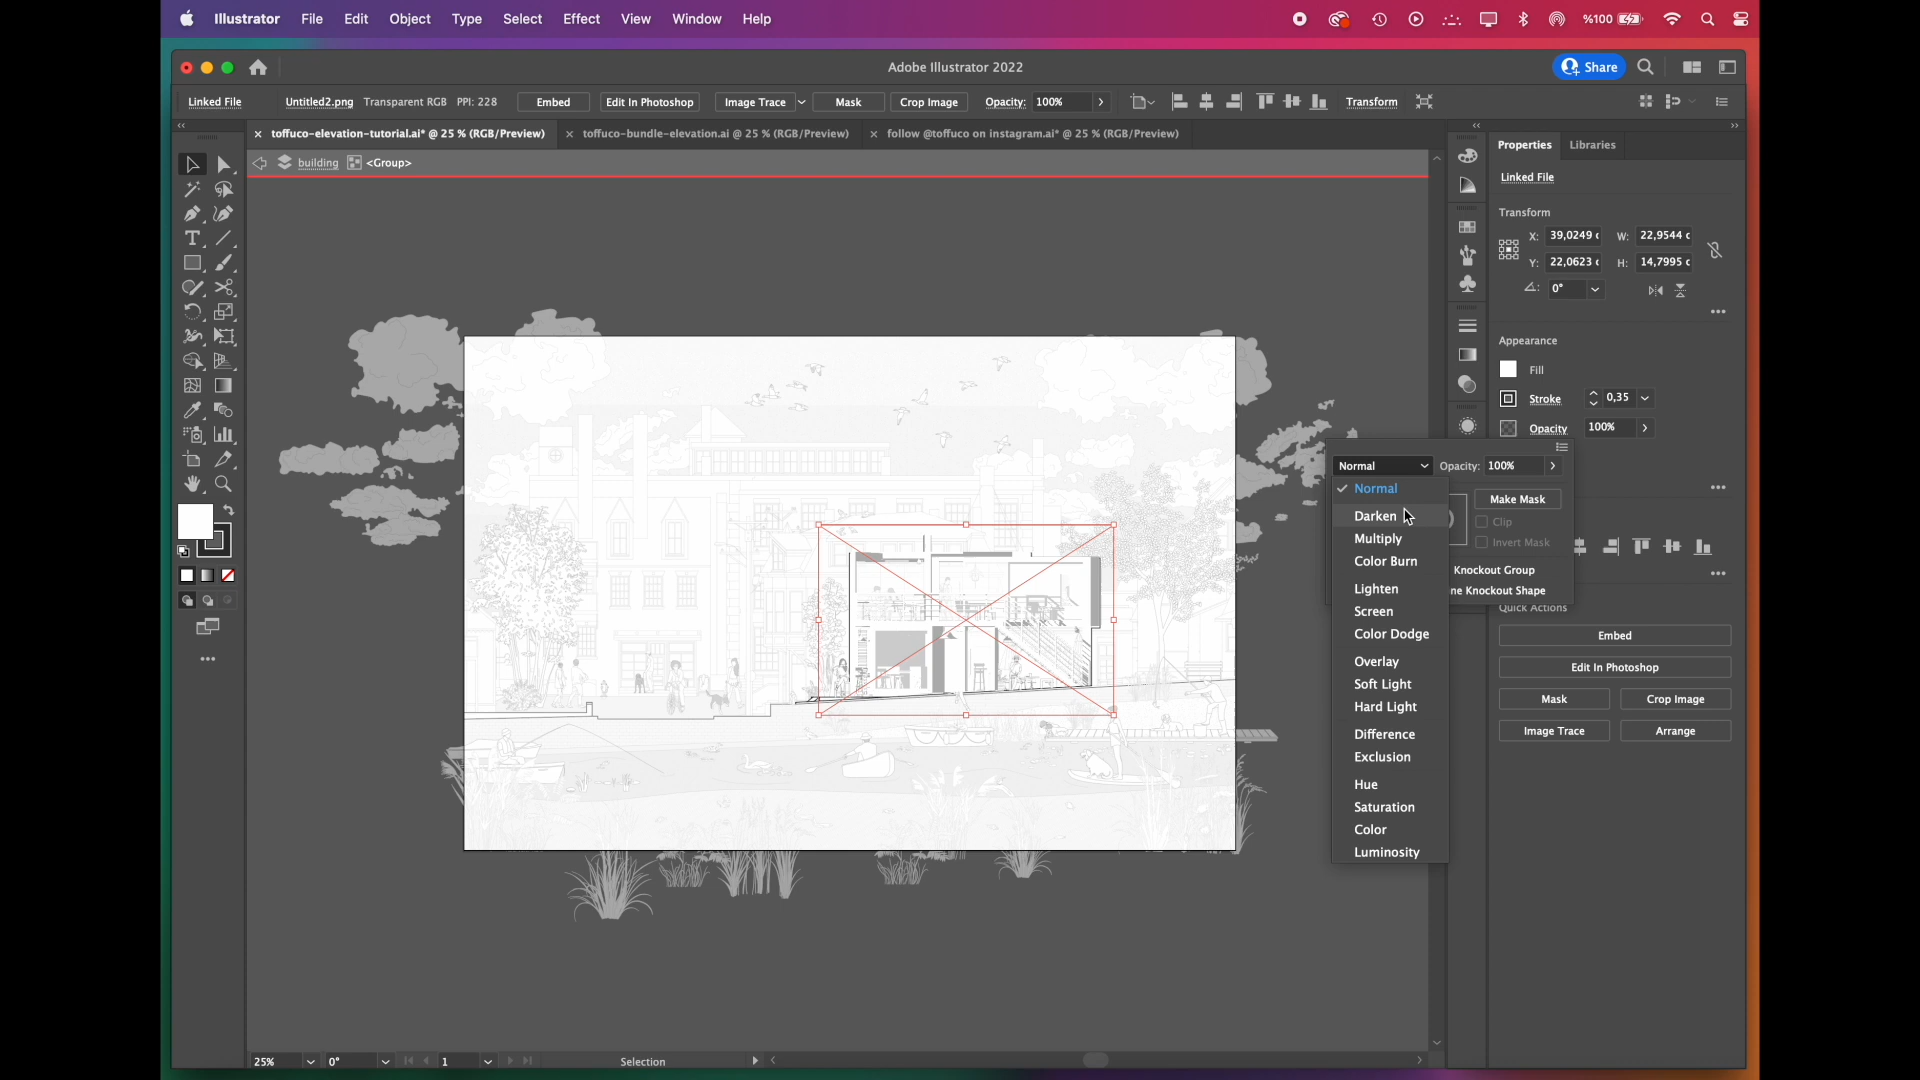 Illustrator File Edit Object Type Select Effect View Window Help %100
Adobe Illustrator 2022 Share
Linked File Untitled2.png Transparent RGB PPI: 228 Embed Edit In Photoshop Image Trace Mask Crop Image Opacity: 100% Transform
toffuco-elevation-tutorial.ai* @ 25 % (RGB/Preview) toffuco-bundle-elevation.ai @ 25 % (RGB/Preview) follow @toffuco on instagram.ai* @ 25 % (RGB/Preview)
building <Group>
Properties Libraries
Linked File
Transform
X: 39,0249 W: 22,9544 c
Y: 22,0623 H: 14,7995 c
0°
Appearance
Fill
Stroke 0,35
Opacity 100%
Normal Opacity: 100%
Normal
Make Mask
Darken
Clip
Multiply
Invert Mask
Color Burn
Knockout Group
Lighten
ne Knockout Shape
Screen
Color Dodge
Overlay
Soft Light
Hard Light
Difference
Exclusion
Hue
Saturation
Color
Luminosity
Quick Actions
Embed
Edit In Photoshop
Mask Crop Image
Image Trace Arrange
25% 0° 1 Selection